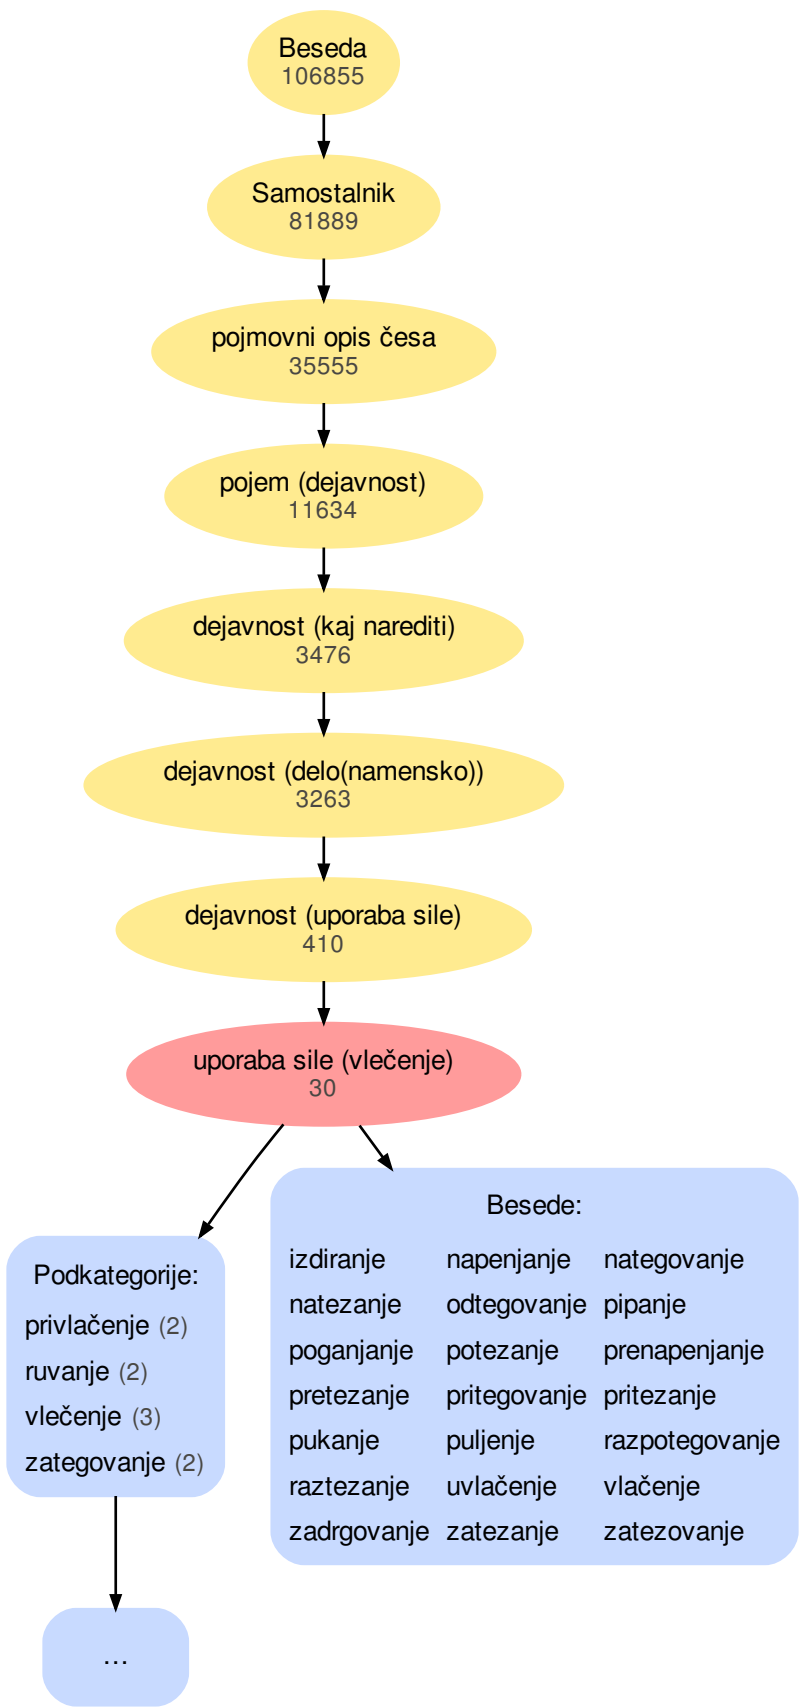 Beseda
106855
Samostalnik
81889
pojmovni opis česa
35555
pojem (dejavnost)
11634
dejavnost (kaj narediti)
3476
dejavnost (delo(namensko))
3263
dejavnost (uporaba sile)
410
uporaba sile (vlečenje)
30
Podkategorije:
privlačenje (2)
ruvanje (2)
vlečenje (3)
zategovanje (2)
...
Besede:
izdiranje napenjanje nategovanje
natezanje odtegovanje pipanje
poganjanje potezanje prenapenjanje
pretezanje pritegovanje pritezanje
pukanje puljenje razpotegovanje
raztezanje uvlačenje vlačenje
zadrgovanje zatezanje zatezovanje